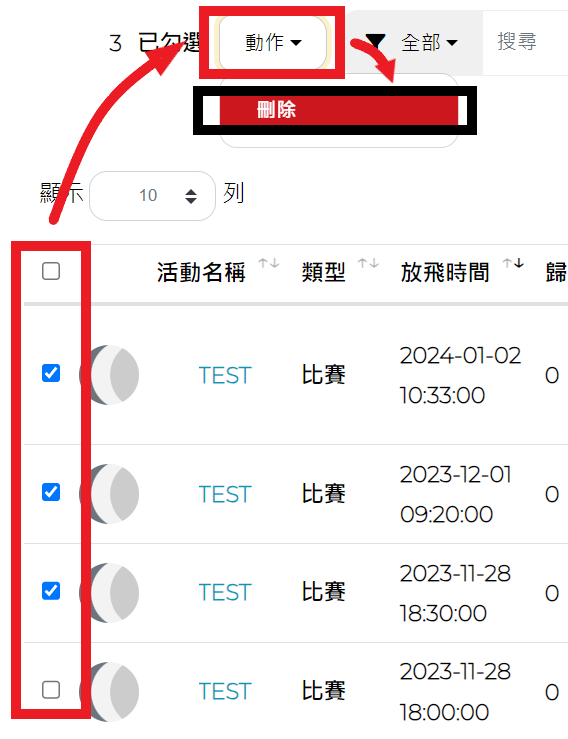 3 已勾選 動作 全部 搜尋
刪除
顯示 10 列
活動名稱 類型 放飛時間 歸
TEST 比賽 2024-01-02 10:33:00 0
TEST 比賽 2023-12-01 09:20:00 0
TEST 比賽 2023-11-28 18:30:00 0
TEST 比賽 2023-11-28 18:00:00 0